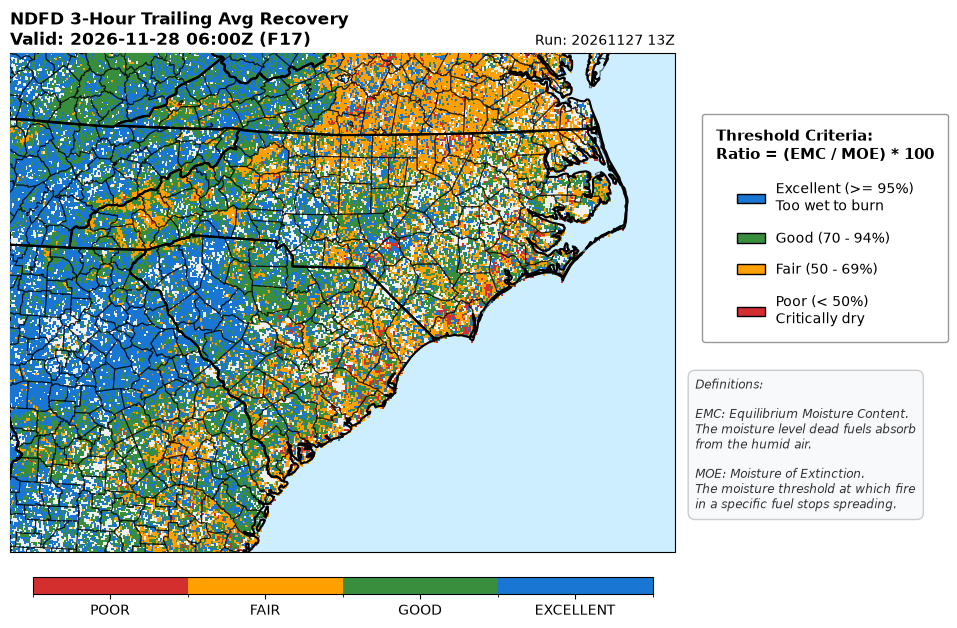 NDFD 3-Hour Trailing Avg Recovery
Valid: 2026-11-28 06:00Z (F17)
Run: 20261127 13Z
Threshold Criteria:
Ratio = (EMC / MOE) * 100
Excellent (>= 95%)
Too wet to burn
Good (70 - 94%)
Fair (50 - 69%)
Poor (< 50%)
Critically dry
Definitions:
EMC: Equilibrium Moisture Content.
The moisture level dead fuels absorb
from the humid air.
MOE: Moisture of Extinction.
The moisture threshold at which fire
in a specific fuel stops spreading.
POOR
FAIR
GOOD
EXCELLENT